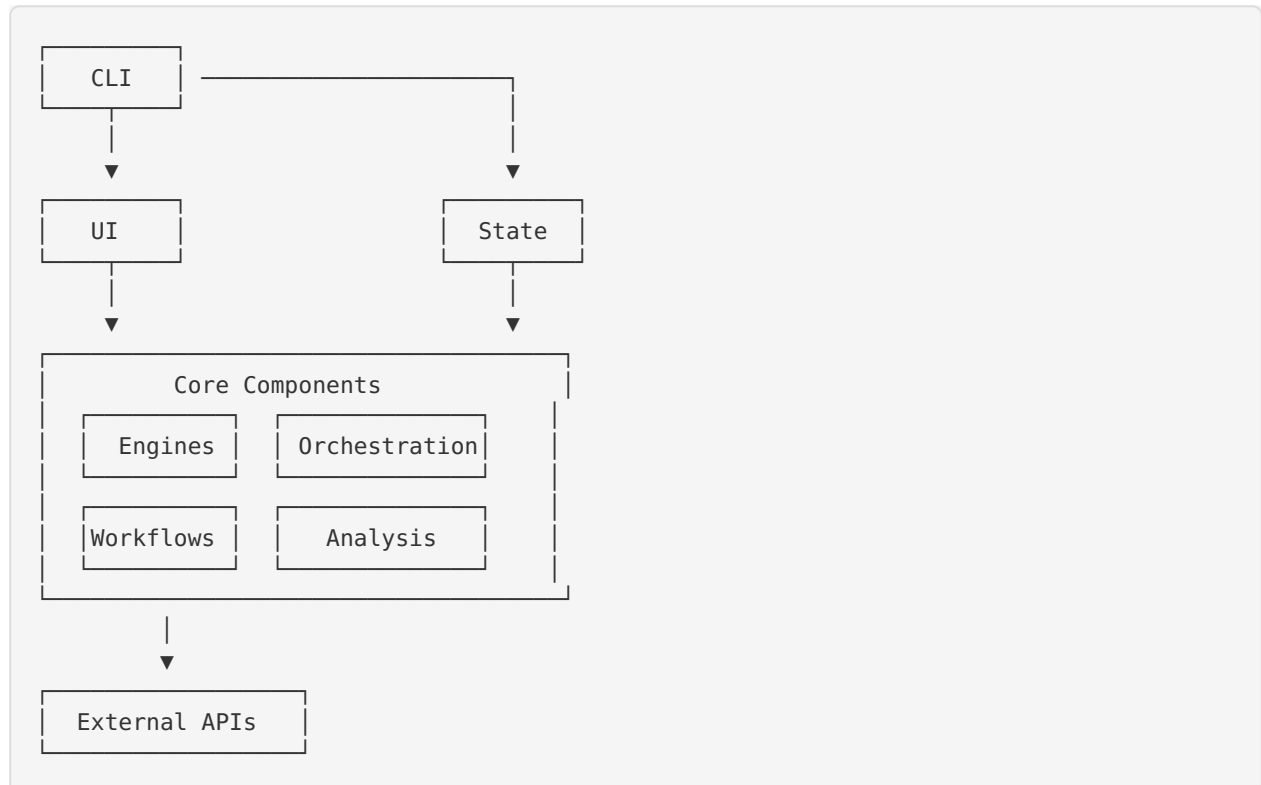 CLI
UI State
Core Components
Engines Orchestration
Workflows Analysis
External APIs